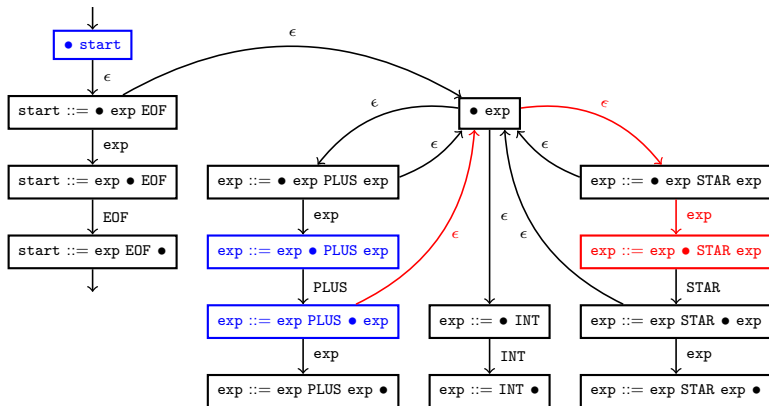 ● start
ϵ
ϵ
start ::= ● exp EOF
● exp
ϵ
ϵ
ϵ
ϵ
exp
start ::= exp ● EOF
exp ::= ● exp PLUS exp
exp ::= ● exp STAR exp
EOF
exp
exp
start ::= exp EOF ●
exp ::= exp ● PLUS exp
ϵ
ϵ
ϵ
exp ::= exp ● STAR exp
PLUS
STAR
exp ::= exp PLUS ● exp
exp ::= ● INT
exp ::= exp STAR ● exp
exp
INT
exp
exp ::= exp PLUS exp ●
exp ::= INT ●
exp ::= exp STAR exp ●